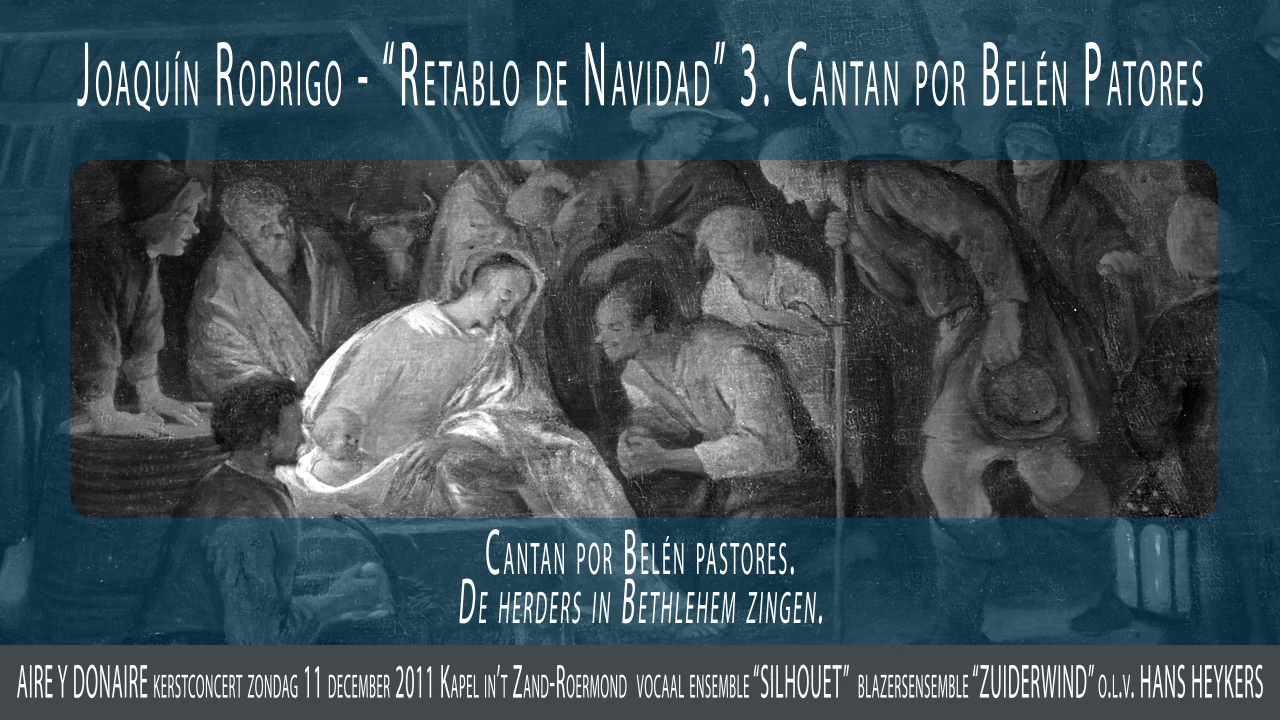 Joaquín Rodrigo - “Retablo de Navidad” 3. Cantan por Belén Patores
Cantan por Belén pastores.
De herders in Bethlehem zingen.
AIRE Y DONAIRE kerstconcert zondag 11 december 2011 Kapel in't Zand-Roermond vocaal ensemble “SILHOUET” blazersensemble “ZUIDERWIND” o.l.v. HANS HEYKERS